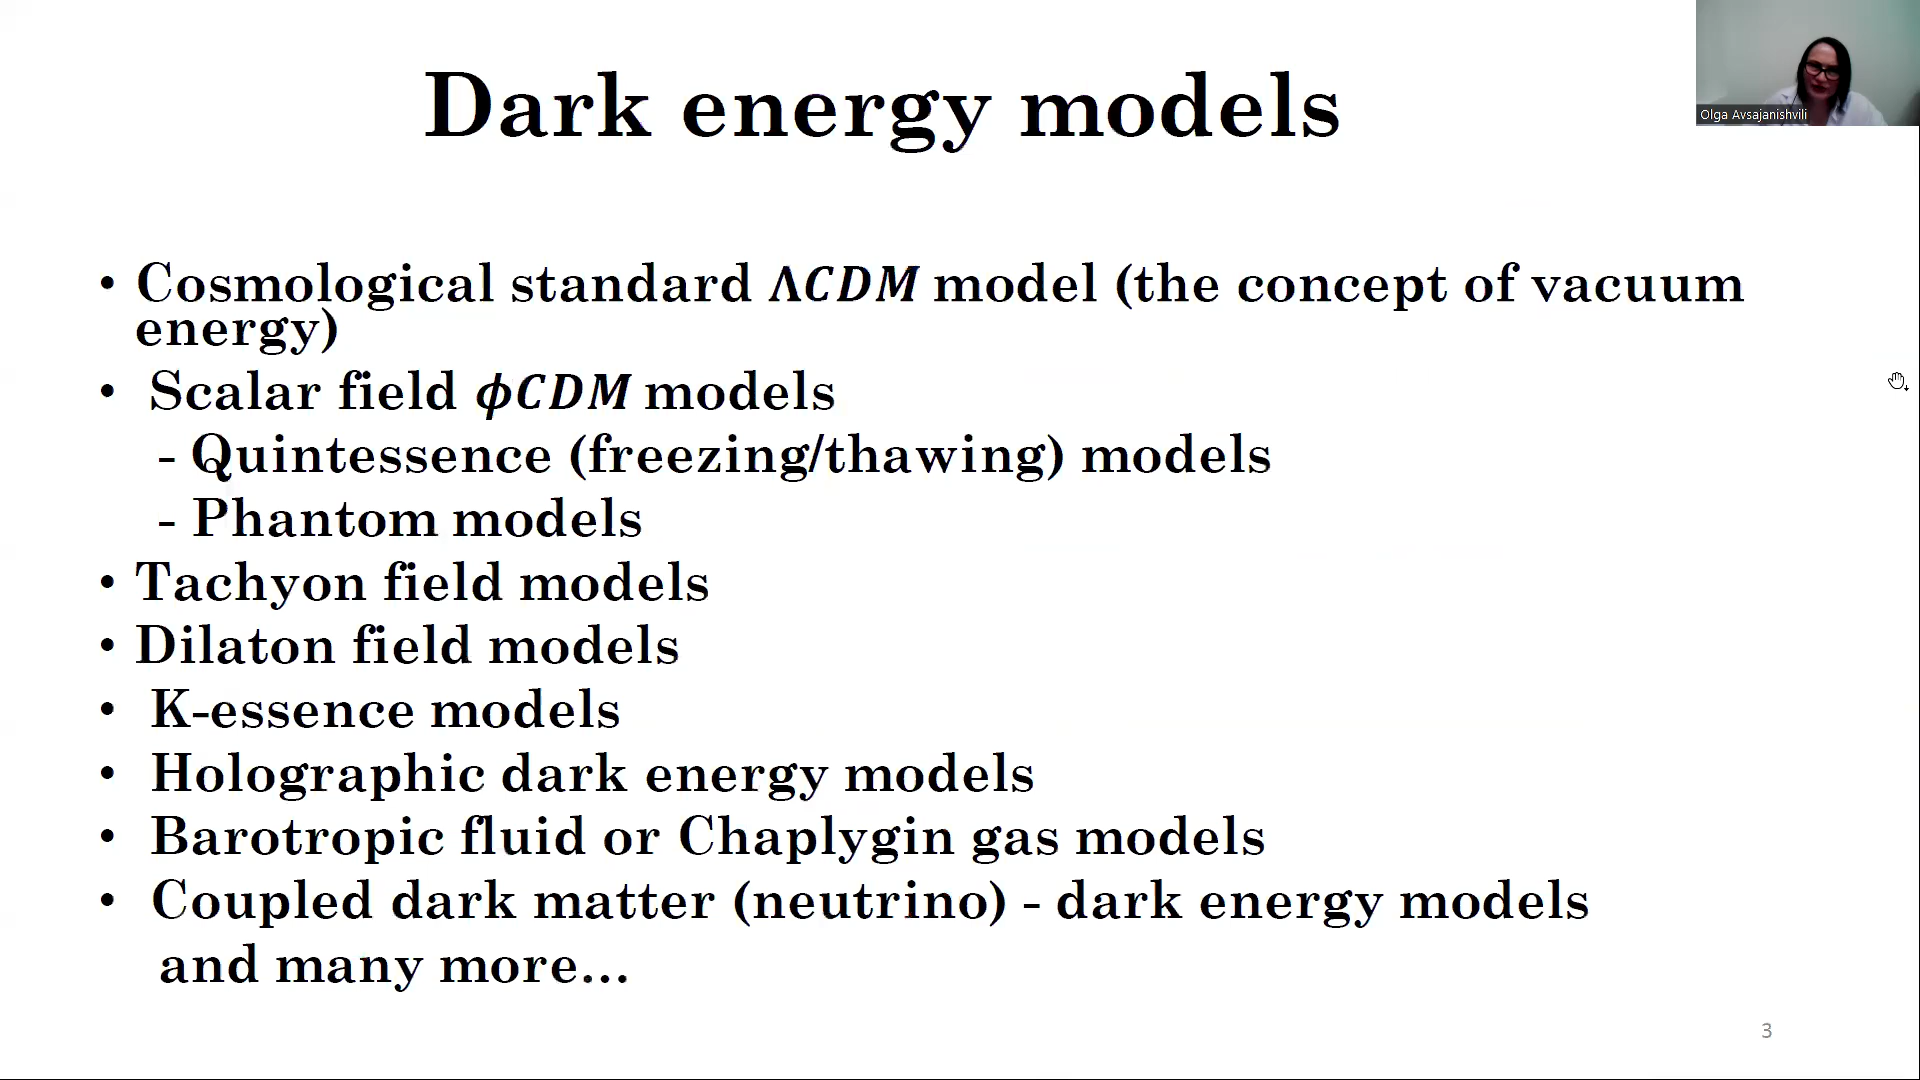 Dark energy models
Olga Avsajanishvili
• Cosmological standard ΛCDM model (the concept of vacuum
energy)
• Scalar field ϕCDM models
- Quintessence (freezing/thawing) models
- Phantom models
• Tachyon field models
• Dilaton field models
• K-essence models
• Holographic dark energy models
• Barotropic fluid or Chaplygin gas models
• Coupled dark matter (neutrino) - dark energy models
and many more...
3